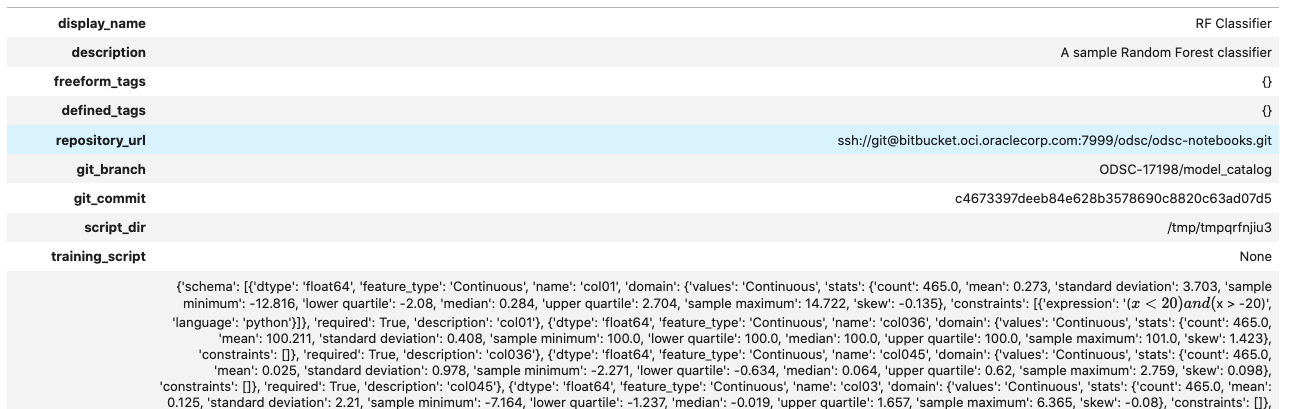 display_name RF Classifier
description A sample Random Forest classifier
freeform_tags {}
defined_tags {}
repository_url ssh://git@bitbucket.oci.oraclecorp.com:7999/odsc/odsc-notebooks.git
git_branch ODSC-17198/model_catalog
git_commit c4673397deeb84e628b3578690c8820c63ad07d5
script_dir /tmp/tmpqrfnjiu3
training_script None
{'schema': [{'dtype': 'float64', 'feature_type': 'Continuous', 'name': 'col01', 'domain': {'values': 'Continuous', 'stats': {'count': 465.0, 'mean': 0.273, 'standard deviation': 3.703, 'sample
minimum': -12.816, 'lower quartile': -2.08, 'median': 0.284, 'upper quartile': 2.704, 'sample maximum': 14.722, 'skew': -0.135}, 'constraints': [{'expression': '(x < 20)and(x > -20)',
'language': 'python'}]}, 'required': True, 'description': 'col01'}, {'dtype': 'float64', 'feature_type': 'Continuous', 'name': 'col036', 'domain': {'values': 'Continuous', 'stats': {'count': 465.0,
'mean': 100.211, 'standard deviation': 0.408, 'sample minimum': 100.0, 'lower quartile': 100.0, 'median': 100.0, 'upper quartile': 100.0, 'sample maximum': 101.0, 'skew': 1.423},
'constraints': []}, 'required': True, 'description': 'col036'}, {'dtype': 'float64', 'feature_type': 'Continuous', 'name': 'col045', 'domain': {'values': 'Continuous', 'stats': {'count': 465.0,
'mean': 0.025, 'standard deviation': 0.978, 'sample minimum': -2.271, 'lower quartile': -0.634, 'median': 0.064, 'upper quartile': 0.62, 'sample maximum': 2.759, 'skew': 0.098},
'constraints': []}, 'required': True, 'description': 'col045'}, {'dtype': 'float64', 'feature_type': 'Continuous', 'name': 'col03', 'domain': {'values': 'Continuous', 'stats': {'count': 465.0, 'mean':
0.125, 'standard deviation': 2.21, 'sample minimum': -7.164, 'lower quartile': -1.237, 'median': -0.019, 'upper quartile': 1.657, 'sample maximum': 6.365, 'skew': -0.08}, 'constraints': []},